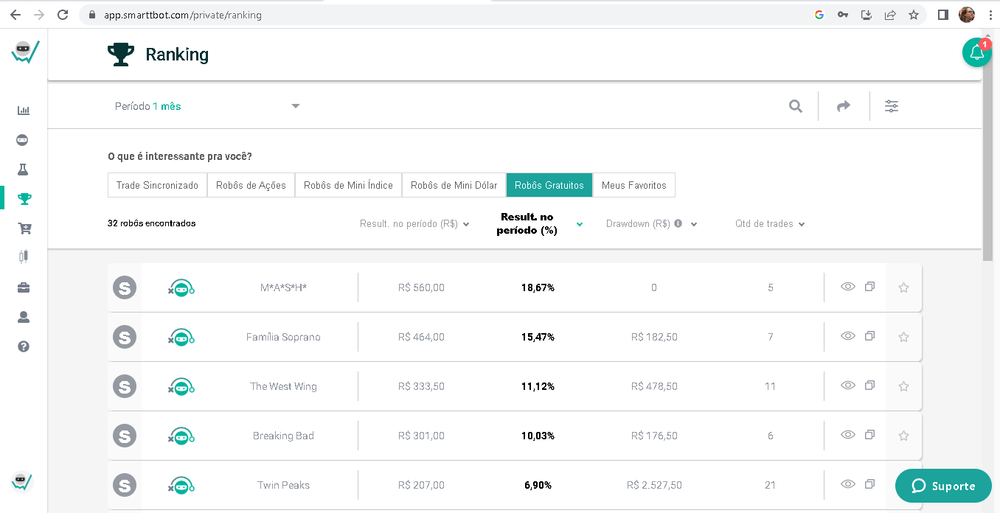 app.smarttbot.com/private/ranking
Ranking
1
Período 1 mês
O que é interessante pra você?
Trade Sincronizado Robôs de Ações Robôs de Mini Índice Robôs de Mini Dólar Robôs Gratuitos Meus Favoritos
32 robôs encontrados Result. no período (R$) Result. no período (%) Drawdown (R$) Qtd de trades
S M*A*S*H* R$ 560,00 18,67% 0 5
S Família Soprano R$ 464,00 15,47% R$ 182,50 7
S The West Wing R$ 333,50 11,12% R$ 478,50 11
S Breaking Bad R$ 301,00 10,03% R$ 176,50 6
S Twin Peaks R$ 207,00 6,90% R$ 2.527,50 21
Suporte